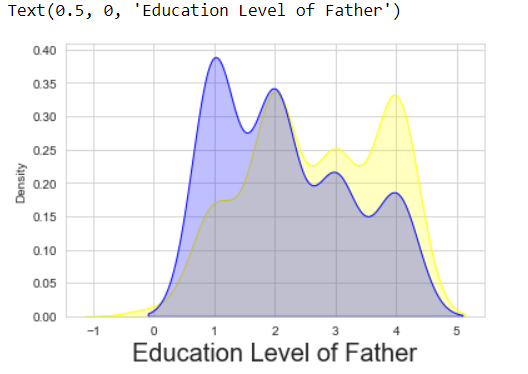 Text(0.5, 0, 'Education Level of Father')
0.40
0.35
0.30
0.25
0.20
0.15
0.10
0.05
0.00
Density
−1 0 1 2 3 4 5
Education Level of Father